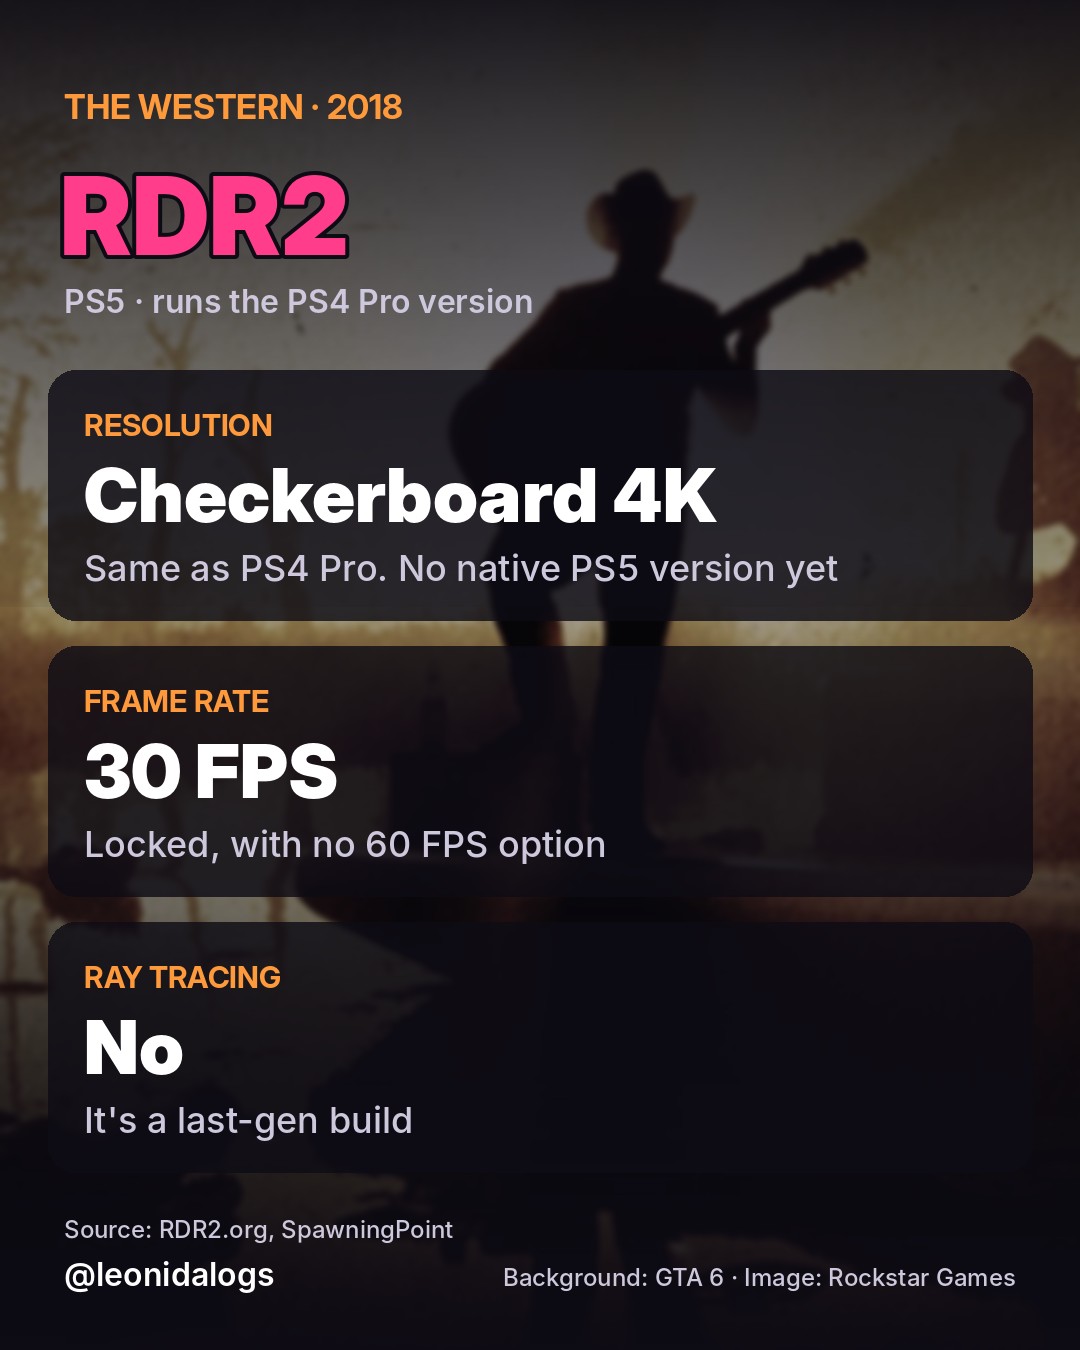 THE WESTERN · 2018
RDR2
PS5 · runs the PS4 Pro version
RESOLUTION
Checkerboard 4K
Same as PS4 Pro. No native PS5 version yet
FRAME RATE
30 FPS
Locked, with no 60 FPS option
RAY TRACING
No
It's a last-gen build
Source: RDR2.org, SpawningPoint
@leonidalogs
Background: GTA 6 · Image: Rockstar Games